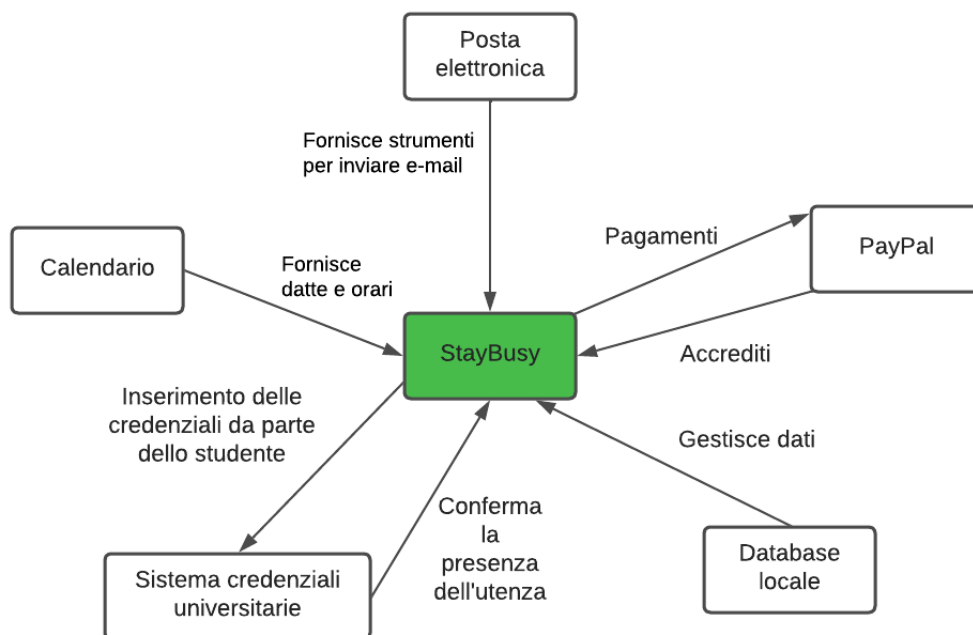 Posta
elettronica
Fornisce strumenti
per inviare e-mail
Pagamenti
PayPal
Calendario
Fornisce
datte e orari
StayBusy
Accrediti
Inserimento delle
credenziali da parte
dello studente
Gestisce dati
Conferma
la
presenza
dell'utenza
Sistema credenziali
universitarie
Database
locale